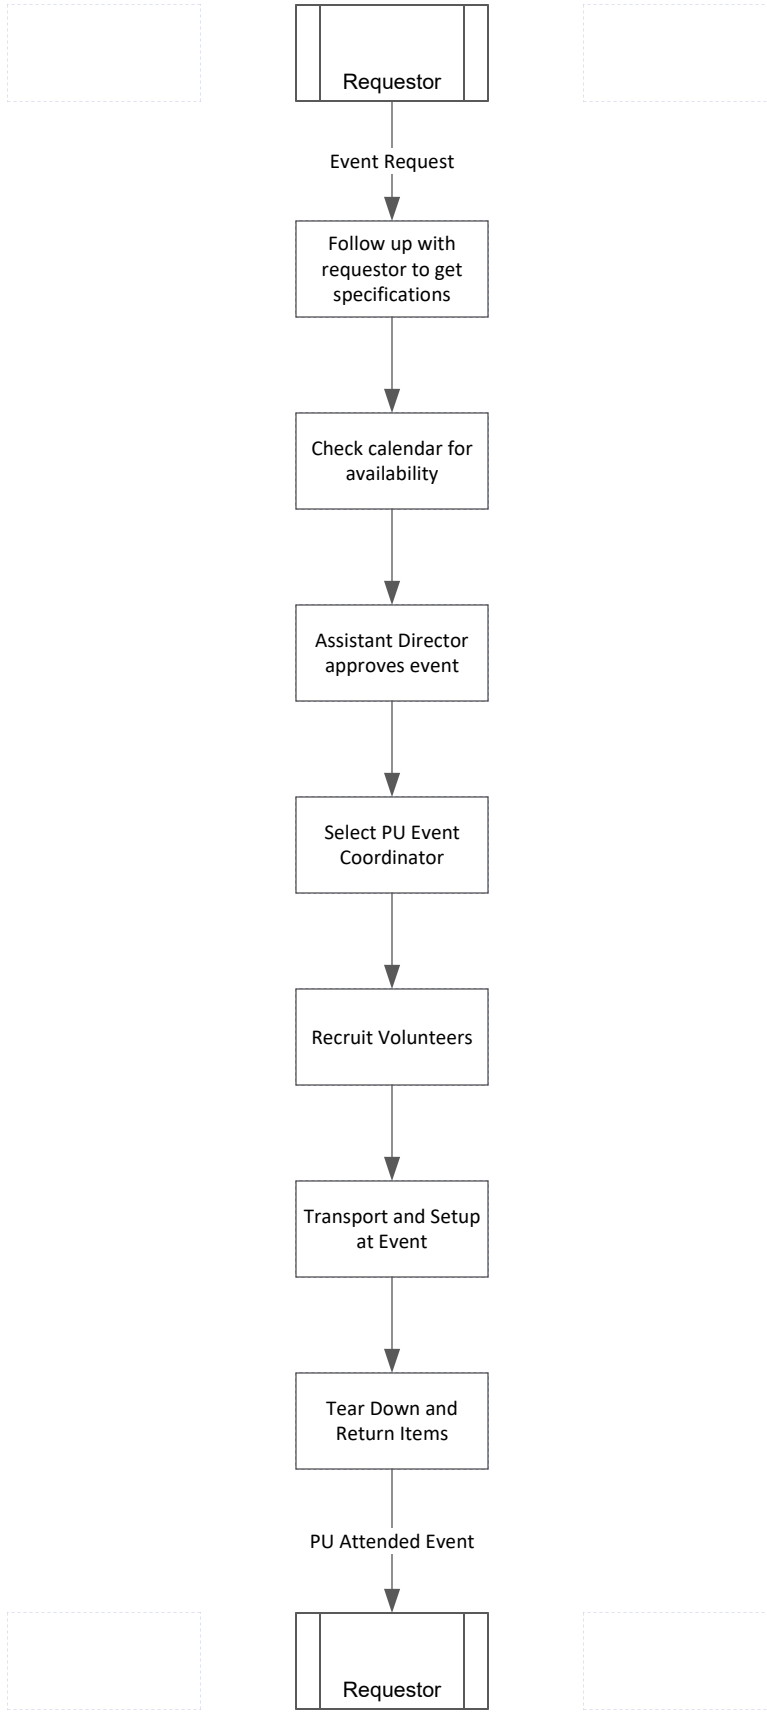 Requestor
Event Request
Follow up with
requestor to get
specifications
Check calendar for
availability
Assistant Director
approves event
Select PU Event
Coordinator
Recruit Volunteers
Transport and Setup
at Event
Tear Down and
Return Items
PU Attended Event
Requestor